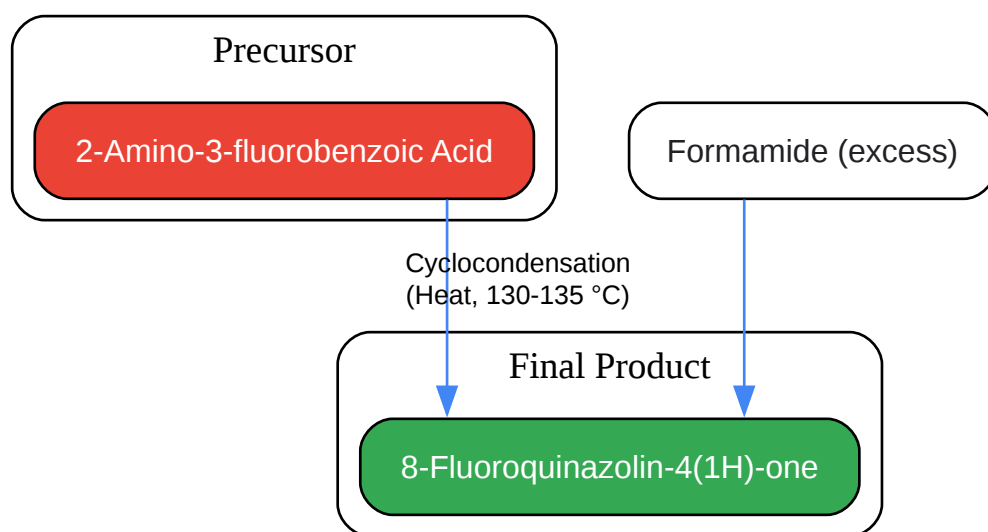 Precursor
2-Amino-3-fluorobenzoic Acid
Formamide (excess)
Cyclocondensation
(Heat, 130-135 °C)
Final Product
8-Fluoroquinazolin-4(1H)-one